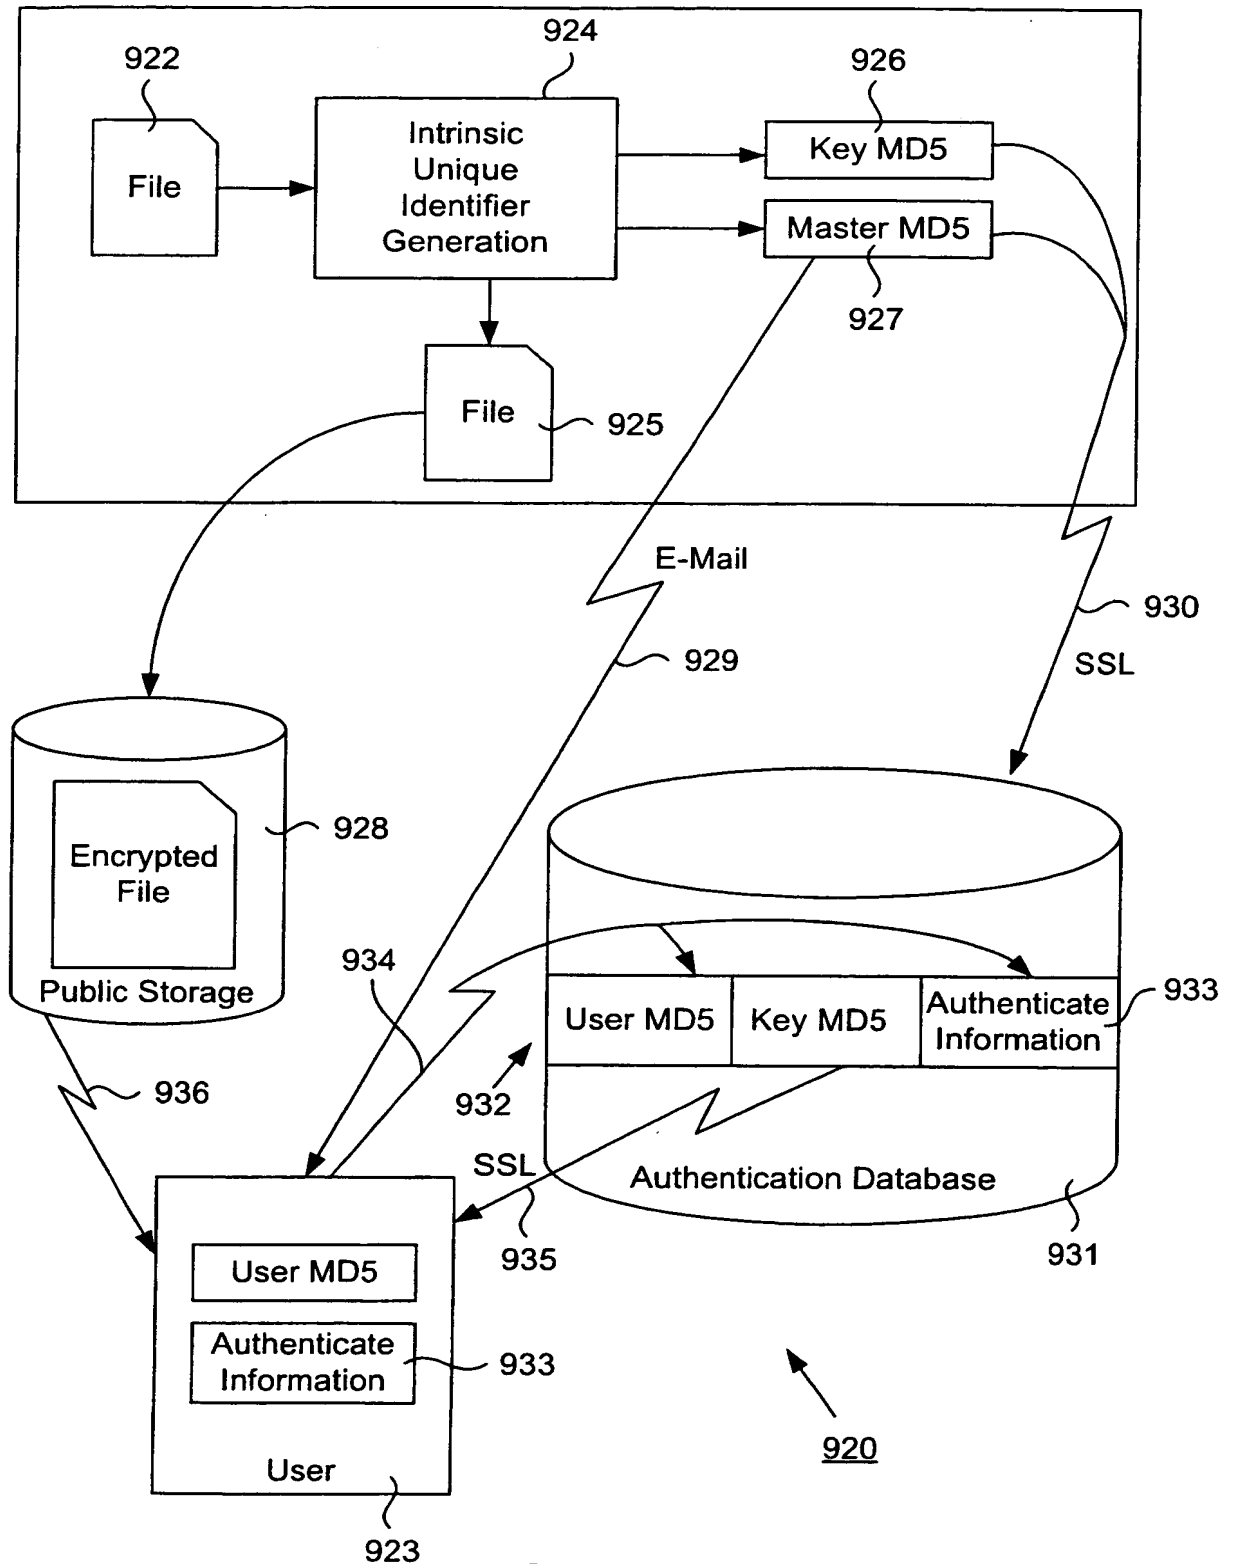 924
922
926
Intrinsic
Unique
Identifier
Generation
Key MD5
File
Master MD5
927
File
925
E-Mail
930
929
SSL
928
Encrypted
File
934
Public Storage
User MD5
Key MD5
Authenticate
Information
933
936
932
SSL
Authentication Database
935
931
User MD5
Authenticate
Information
933
920
User
923